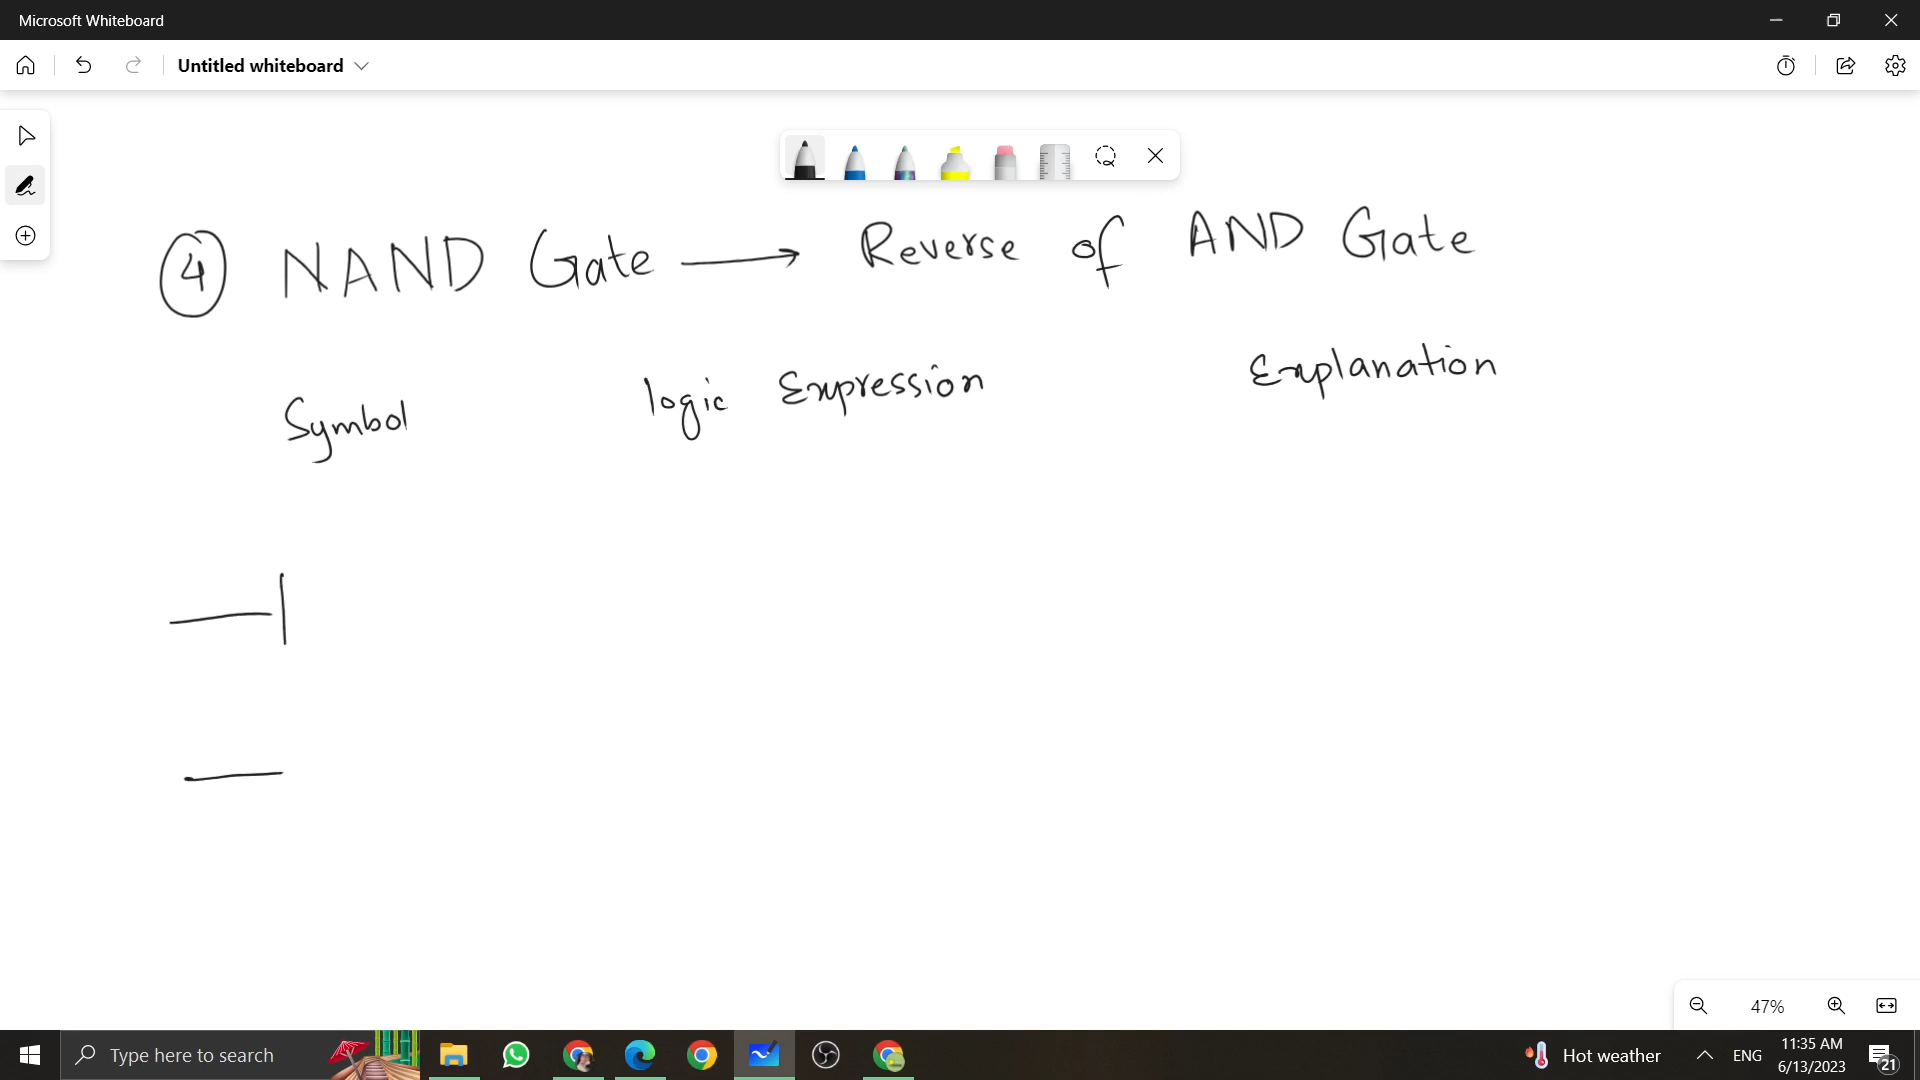 Microsoft Whiteboard
Untitled whiteboard
④ NAND Gate → Reverse of AND Gate
Symbol logic Expression Explanation
47%
Type here to search
Hot weather ENG 11:35 AM
6/13/2023 21